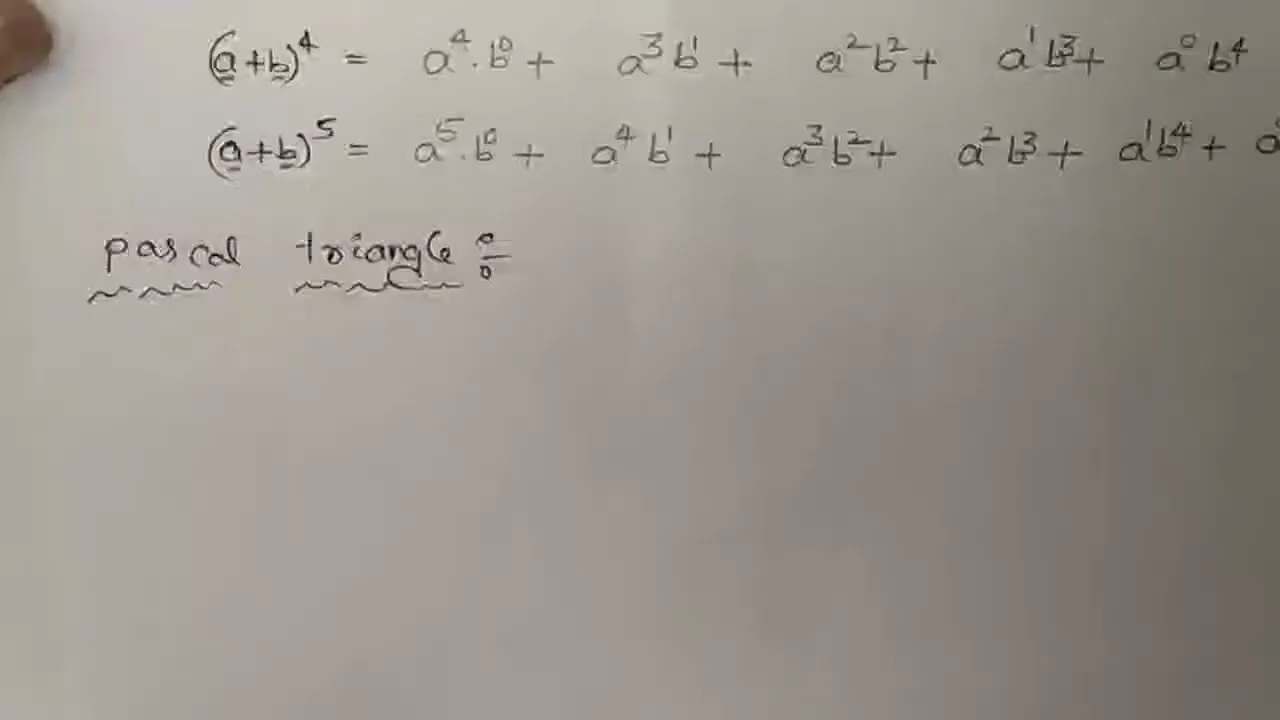 (a+b)⁴ = a⁴.b⁰ + a³b¹ + a²b² + a¹b³ + a⁰b⁴
(a+b)⁵ = a⁵.b⁰ + a⁴b¹ + a³b² + a²b³ + a¹b⁴ + a
pascal triangle :-